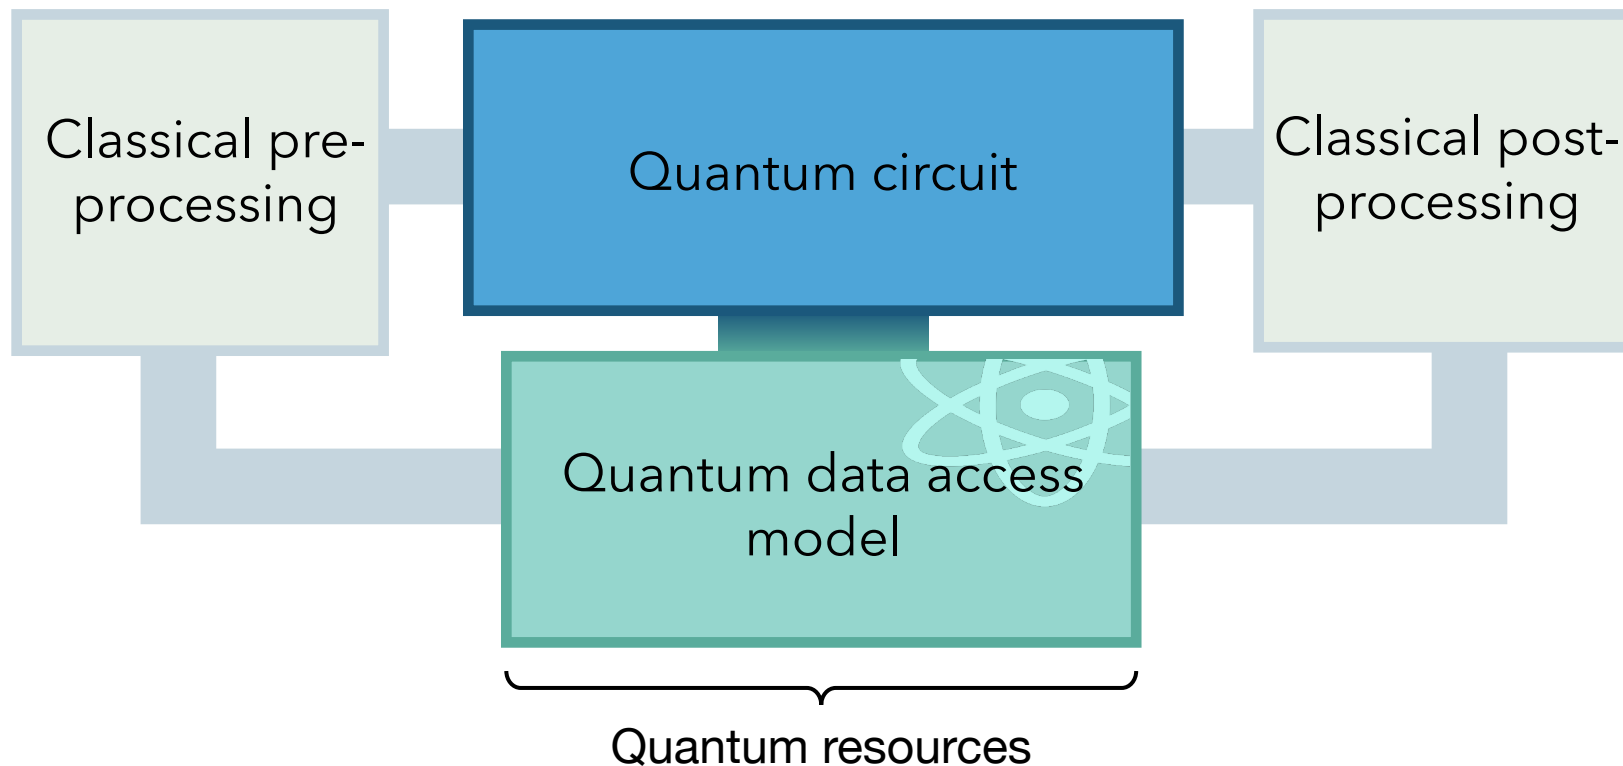 Classical pre-
processing
Quantum circuit
Classical post-
processing
Quantum data access
model
Quantum resources